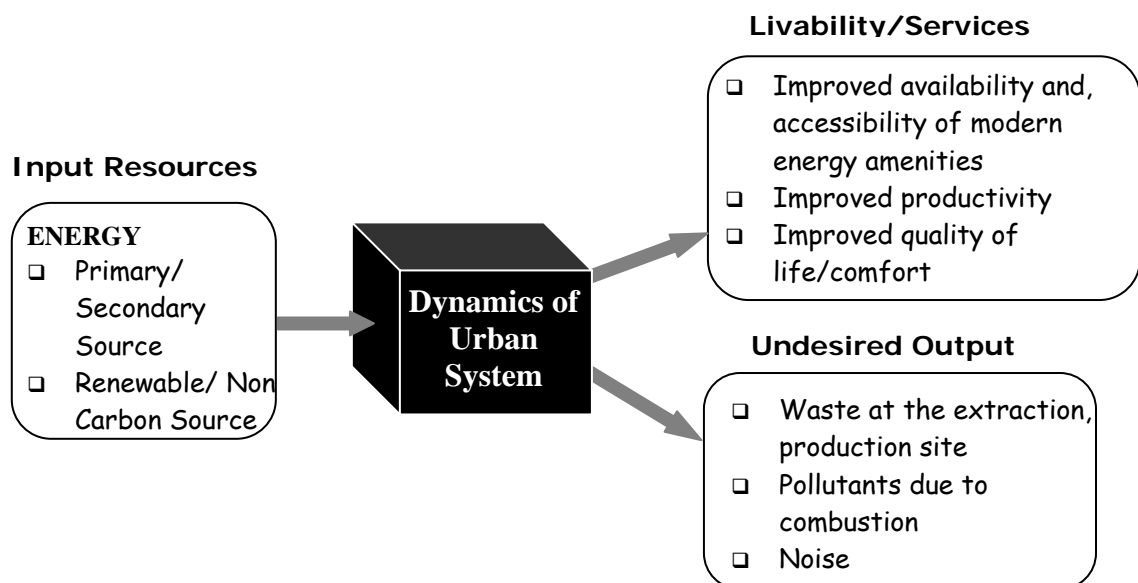 Input Resources
ENERGY
❑ Primary/
Secondary
Source
❑ Renewable/ Non
Carbon Source
Dynamics of
Urban
System
Livability/Services
❑ Improved availability and,
accessibility of modern
energy amenities
❑ Improved productivity
❑ Improved quality of
life/comfort
Undesired Output
❑ Waste at the extraction,
production site
❑ Pollutants due to
combustion
❑ Noise